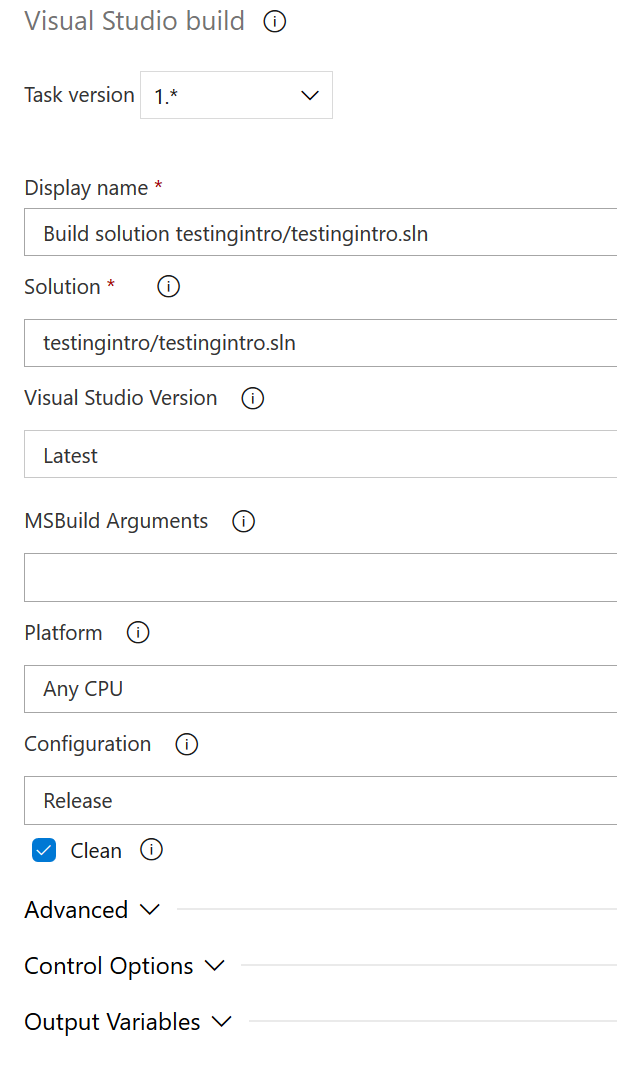 Visual Studio build
Task version 1.*
Display name *
Build solution testingintro/testingintro.sln
Solution *
testingintro/testingintro.sln
Visual Studio Version
Latest
MSBuild Arguments
Platform
Any CPU
Configuration
Release
Clean
Advanced
Control Options
Output Variables